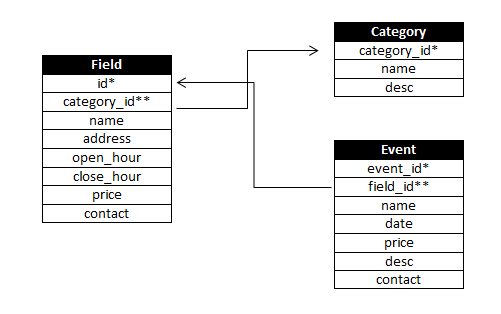 Field
id*
category_id**
name
address
open_hour
close_hour
price
contact
Category
category_id*
name
desc
Event
event_id*
field_id**
name
date
price
desc
contact